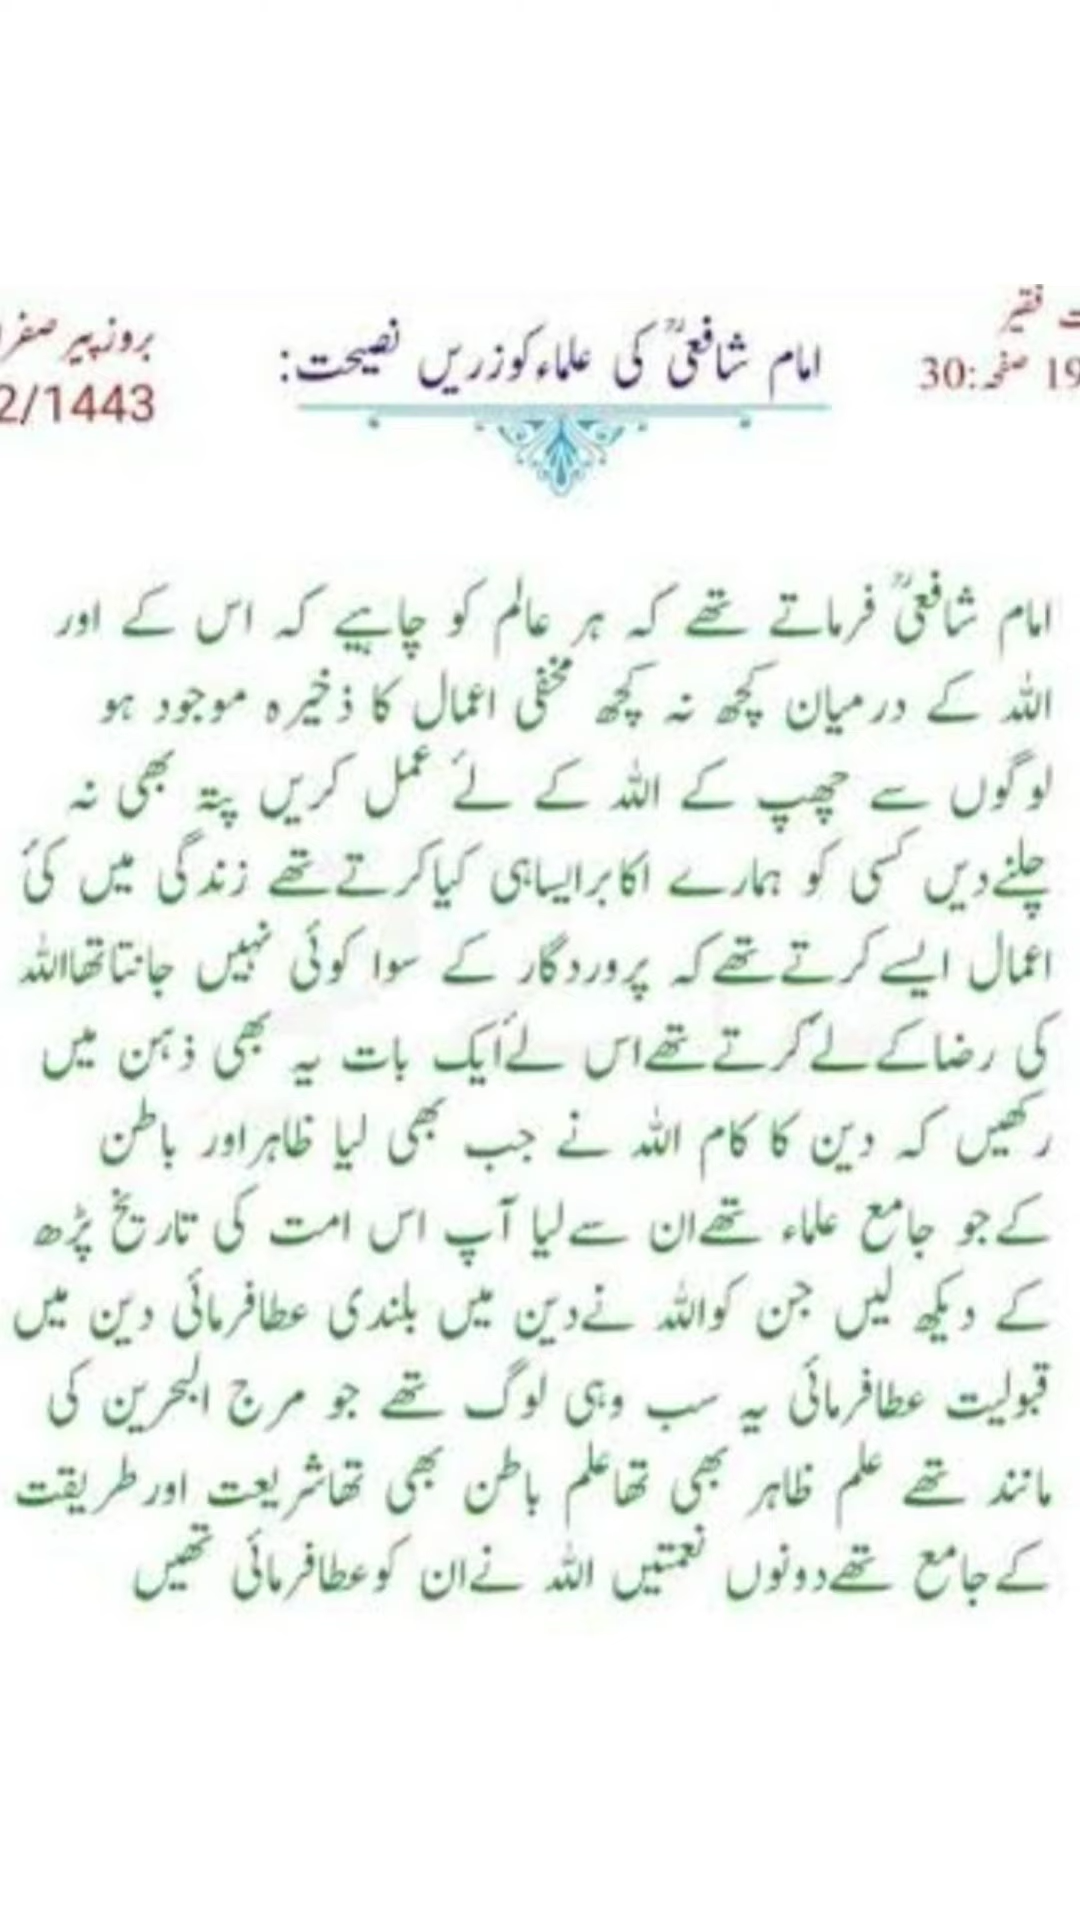 ت فقیر
19 صفحہ:30
امام شافعیؒ کی علماء کو زریں نصیحت:
بروز پیر صفر
2/1443
امام شافعیؒ فرماتے تھے کہ ہر عالم کو چاہیے کہ اس کے اور
اللہ کے درمیان کچھ نہ کچھ مخفی اعمال کا ذخیرہ موجود ہو
لوگوں سے چھپ کے اللہ کے لئے عمل کریں پتہ بھی نہ
چلنے دیں کسی کو ہمارے اکابر ایسا ہی کیا کرتے تھے زندگی میں کئ
اعمال ایسے کرتے تھے کہ پروردگار کے سوا کوئی نہیں جانتا تھا اللہ
کی رضا کے لے کرتے تھے اس لئے ایک بات یہ بھی ذہن میں
رکھیں کہ دین کا کام اللہ نے جب بھی لیا ظاہر اور باطن
کے جو جامع علماء تھے ان سے لیا آپ اس امت کی تاریخ پڑھ
کے دیکھ لیں جن کو اللہ نے دین میں بلندی عطا فرمائی دین میں
قبولیت عطا فرمائی یہ سب وہی لوگ تھے جو مرج البحرین کی
مانند تھے علم ظاہر بھی تھا علم باطن بھی تھا شریعت اور طریقت
کے جامع تھے دونوں نعمتیں اللہ نے ان کو عطا فرمائی تھیں